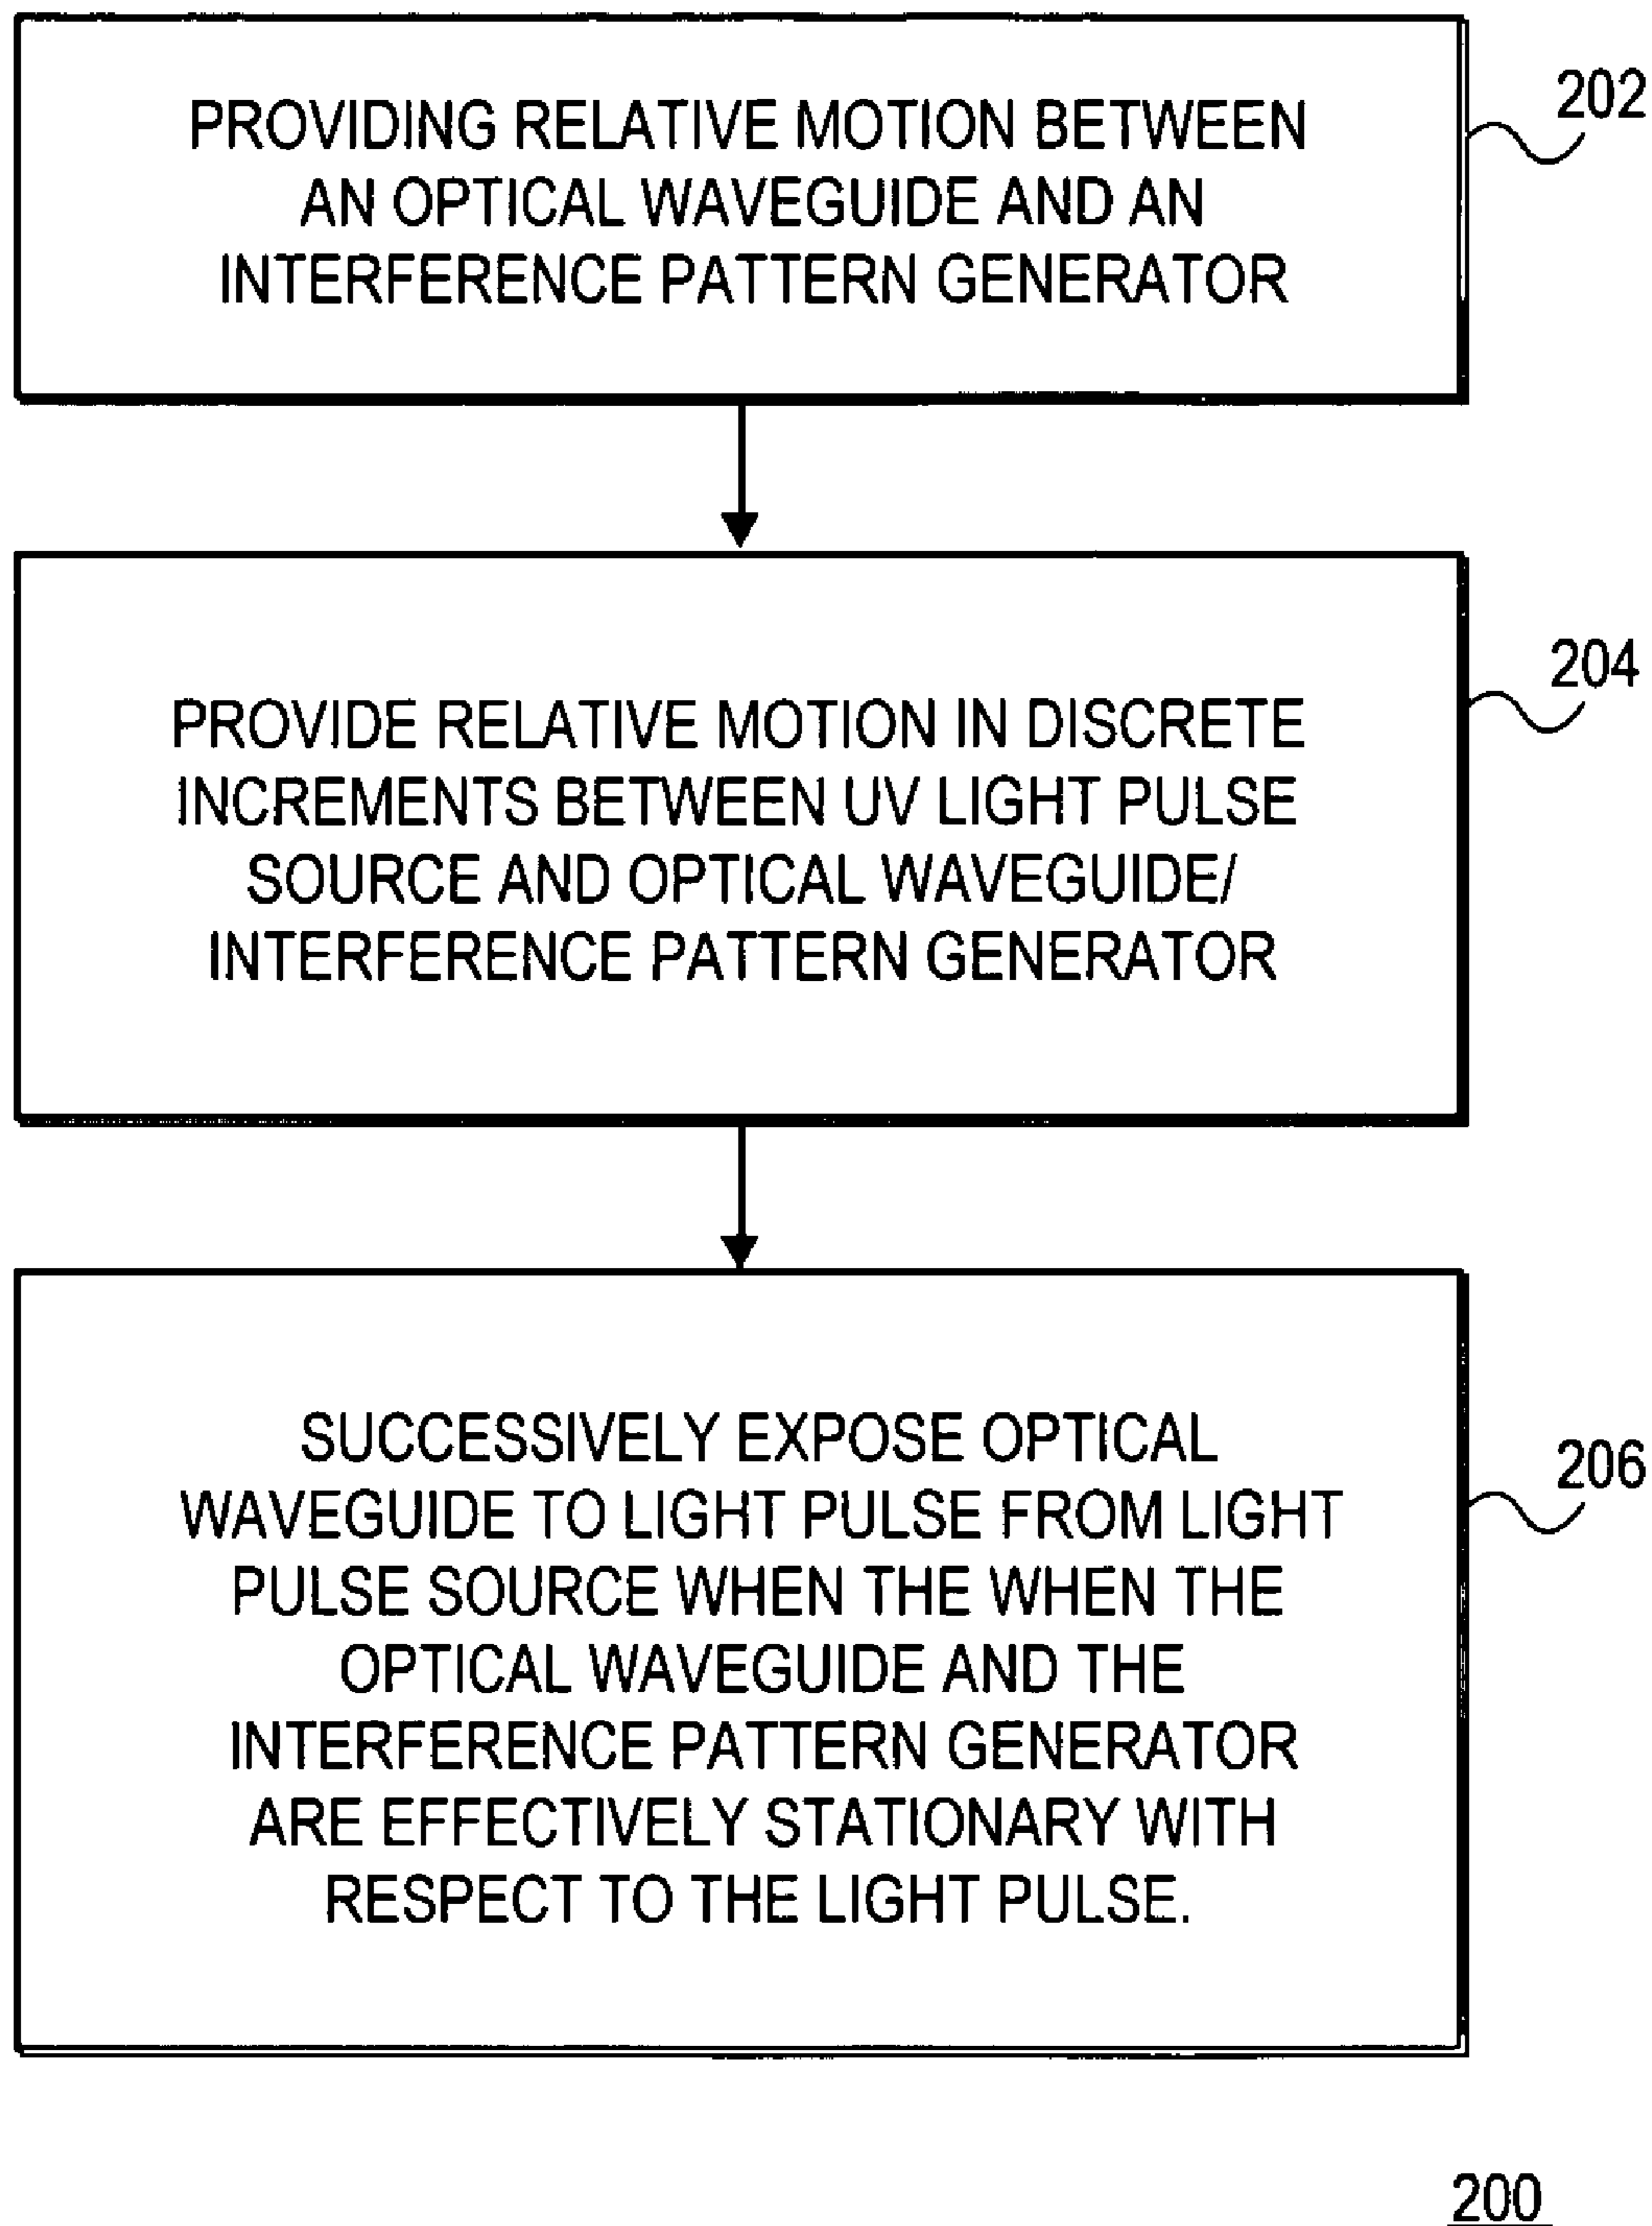 PROVIDING RELATIVE MOTION BETWEEN
AN OPTICAL WAVEGUIDE AND AN
INTERFERENCE PATTERN GENERATOR
202
PROVIDE RELATIVE MOTION IN DISCRETE
INCREMENTS BETWEEN UV LIGHT PULSE
SOURCE AND OPTICAL WAVEGUIDE/
INTERFERENCE PATTERN GENERATOR
204
SUCCESSIVELY EXPOSE OPTICAL
WAVEGUIDE TO LIGHT PULSE FROM LIGHT
PULSE SOURCE WHEN THE WHEN THE
OPTICAL WAVEGUIDE AND THE
INTERFERENCE PATTERN GENERATOR
ARE EFFECTIVELY STATIONARY WITH
RESPECT TO THE LIGHT PULSE.
206
200